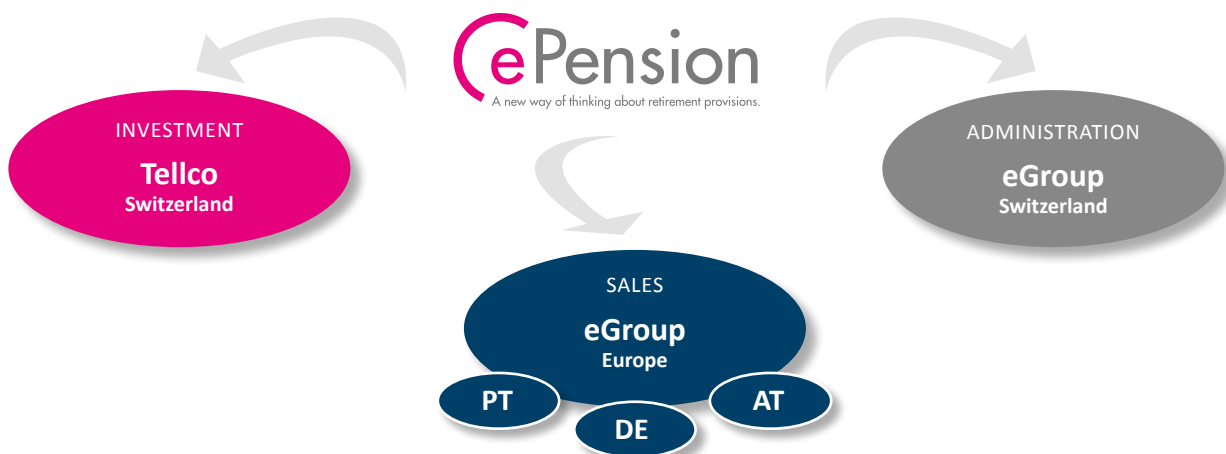 ePension
A new way of thinking about retirement provisions.
INVESTMENT
Tellco
Switzerland
ADMINISTRATION
eGroup
Switzerland
SALES
eGroup
Europe
PT
DE
AT